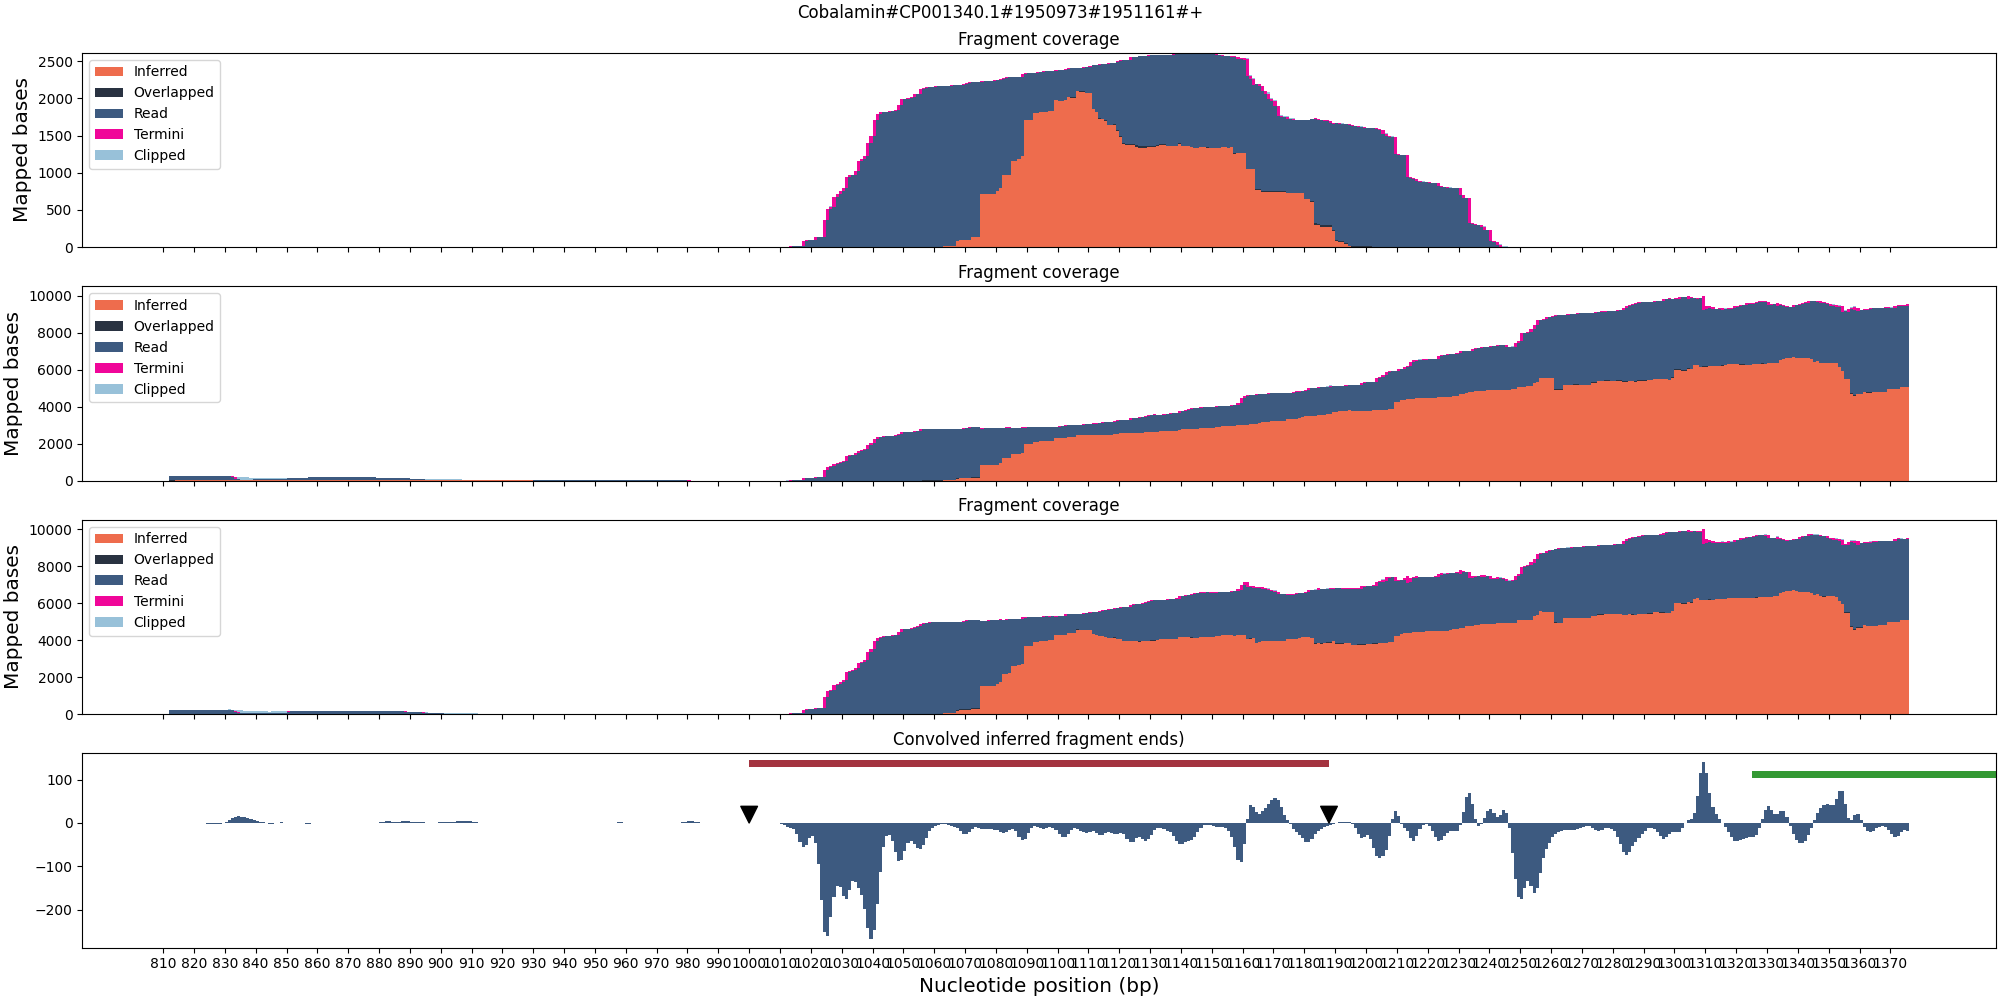 Cobalamin#CP001340.1#1950973#1951161#+
Fragment coverage
Mapped bases
2500
2000
1500
1000
500
0
Inferred
Overlapped
Read
Termini
Clipped
Fragment coverage
Mapped bases
10000
8000
6000
4000
2000
0
Inferred
Overlapped
Read
Termini
Clipped
Fragment coverage
Mapped bases
10000
8000
6000
4000
2000
0
Inferred
Overlapped
Read
Termini
Clipped
Convolved inferred fragment ends)
100
0
−100
−200
810 820 830 840 850 860 870 880 890 900 910 920 930 940 950 960 970 980 990 1000 1010 1020 1030 1040 1050 1060 1070 1080 1090 1100 1110 1120 1130 1140 1150 1160 1170 1180 1190 1200 1210 1220 1230 1240 1250 1260 1270 1280 1290 1300 1310 1320 1330 1340 1350 1360 1370
Nucleotide position (bp)